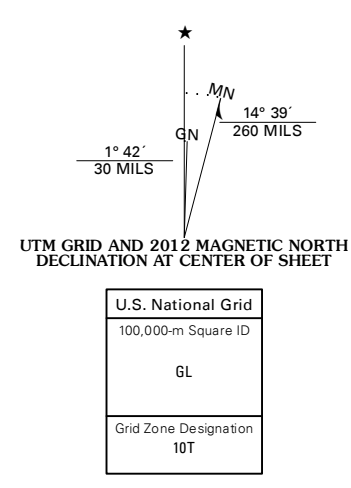 MN
14° 39´
260 MILS
GN
1° 42´
30 MILS
UTM GRID AND 2012 MAGNETIC NORTH
DECLINATION AT CENTER OF SHEET
U.S. National Grid
100,000-m Square ID
GL
Grid Zone Designation
10T